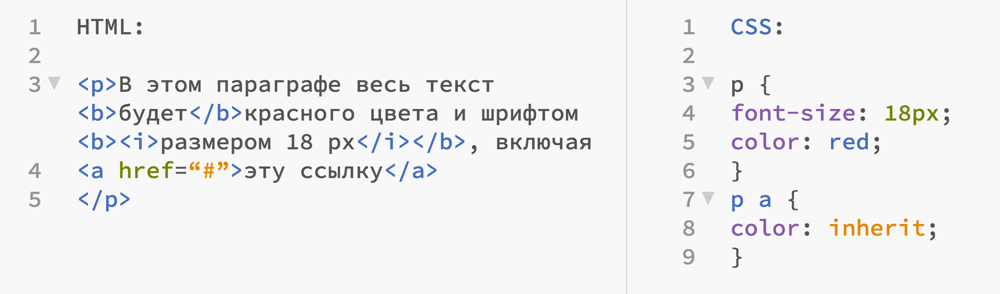 1 HTML:
2
3 <p>В этом параграфе весь текст
<b>будет</b>красного цвета и шрифтом
<b><i>размером 18 px</i></b>, включая
4 <a href=“#”>эту ссылку</a>
5 </p>
1 CSS:
2
3 p {
4 font-size: 18px;
5 color: red;
6 }
7 p a {
8 color: inherit;
9 }